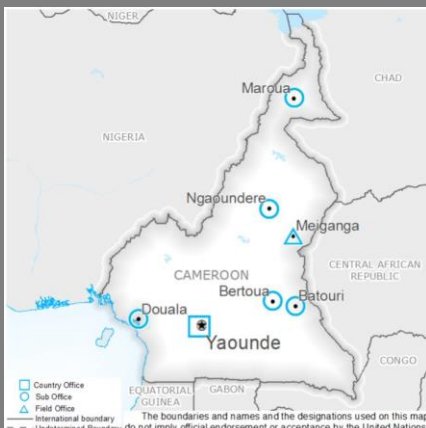 NIGER
Maroua
CHAD
NIGERIA
Ngaoundere
Meiganga
CENTRAL AFRICAN
REPUBLIC
CAMEROON
Bertoua
Batouri
Douala
Yaounde
CONGO
Country Office
Sub Office
Field Office
EQUATORIAL
GUINEA
GABON
International boundary
The boundaries and names and the designations used on this map
Undetermined Boundary
do not imply official endorsement or acceptance by the United Nations